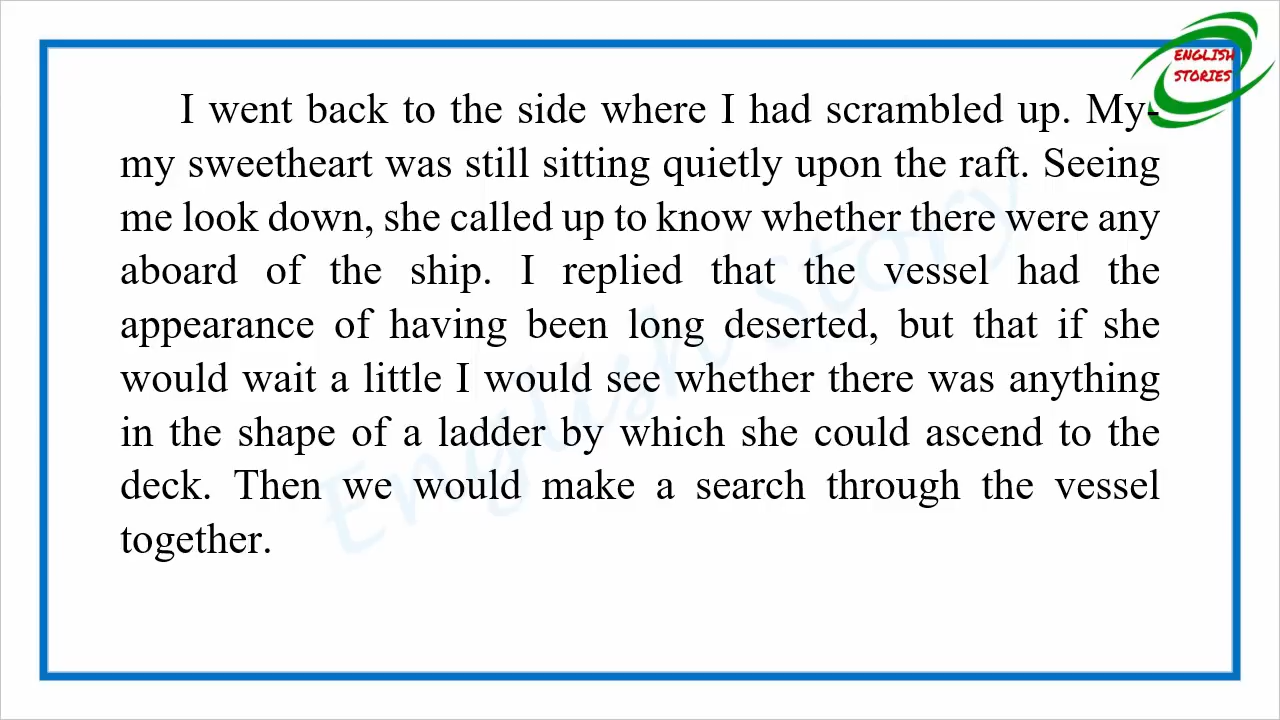 ENGLISH
STORIES
I went back to the side where I had scrambled up. My-
my sweetheart was still sitting quietly upon the raft. Seeing
me look down, she called up to know whether there were any
aboard of the ship. I replied that the vessel had the
appearance of having been long deserted, but that if she
would wait a little I would see whether there was anything
in the shape of a ladder by which she could ascend to the
deck. Then we would make a search through the vessel
together.
English Story